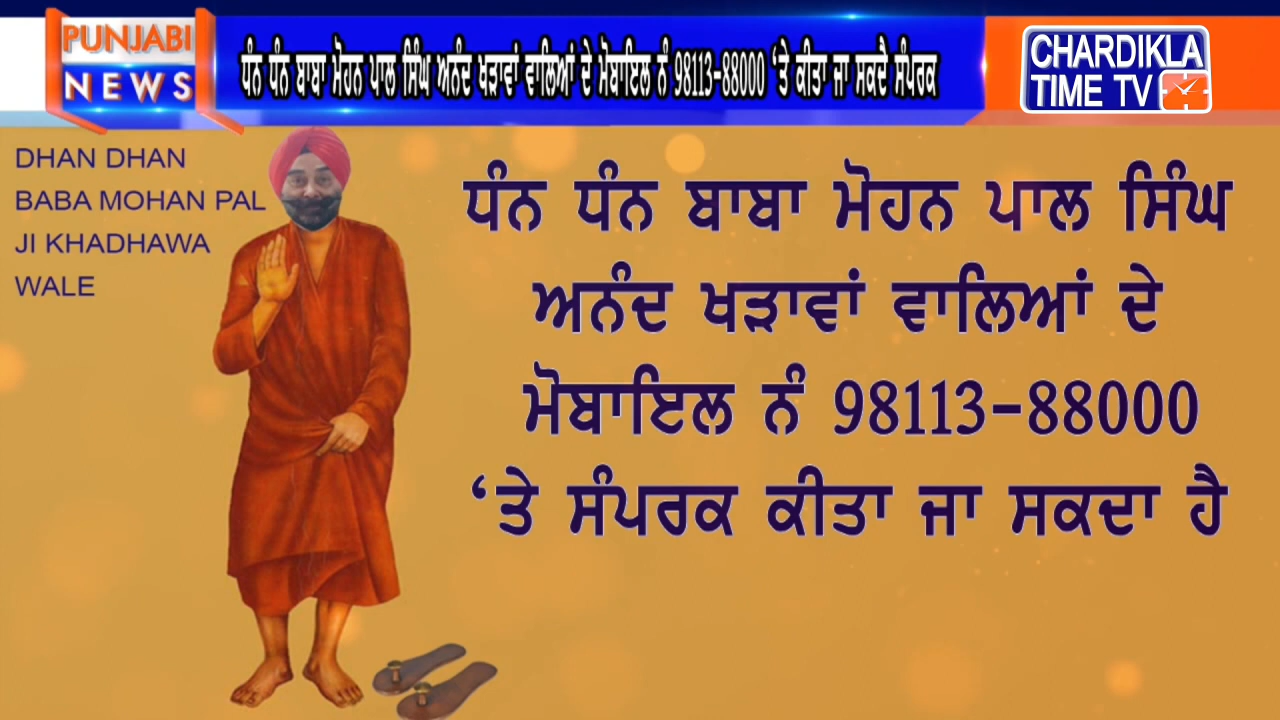 PUNJABI
NEWS
ਧੰਨ ਧੰਨ ਬਾਬਾ ਮੋਹਨ ਪਾਲ ਸਿੰਘ ਅਨੰਦ ਖੜਾਵਾਂ ਵਾਲਿਆਂ ਦੇ ਮੋਬਾਇਲ ਨੰ 98113-88000 ‘ਤੇ ਕੀਤਾ ਜਾ ਸਕਦੈ ਸੰਪਰਕ
CHARDIKLA
TIME TV
DHAN DHAN
BABA MOHAN PAL
JI KHADHAWA
WALE
ਧੰਨ ਧੰਨ ਬਾਬਾ ਮੋਹਨ ਪਾਲ ਸਿੰਘ
ਅਨੰਦ ਖੜਾਵਾਂ ਵਾਲਿਆਂ ਦੇ
ਮੋਬਾਇਲ ਨੰ 98113-88000
‘ਤੇ ਸੰਪਰਕ ਕੀਤਾ ਜਾ ਸਕਦਾ ਹੈ